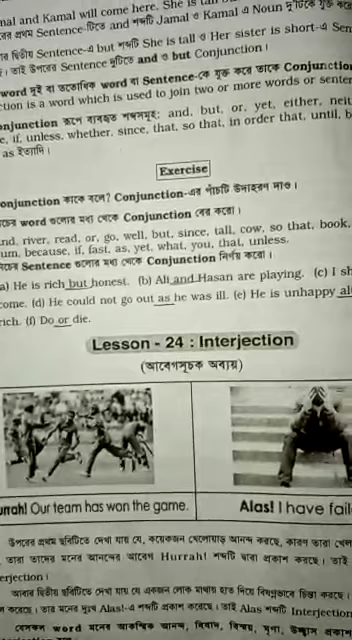 mal and Kamal will come here. She is tall
প্রথম Sentence টিতে and শব্দটি Jamal ও Kamal এ Noun দুটিকে যুক্ত
দ্বিতীয় Sentence-এ but শব্দটি She is tall ও Her sister is short-এ
তাই উপরের Sentence দুটিতে and ও but Conjunction।
word দুই বা ততোধিক word বা Sentence-কে যুক্ত করে তাকে Conjunction
ction is a word which is used to join two or more words or senten
onjunction রূপে ব্যবহৃত শব্দসমূহ: and, but, or, yet, either, neit
e, if, unless, whether, since, that, so that, in order that, until, b
as ইত্যাদি।
Exercise
onjunction কাকে বলে? Conjunction-এর পাঁচটি উদাহরণ দাও।
চের word গুলোর মধ্য থেকে Conjunction বের করো।
nd, river, read, or, go, well, but, since, tall, cow, so that, book,
um, because, if, fast, as, yet, what, you, that, unless.
নিচের Sentence গুলোর মধ্য থেকে Conjunction নির্ণয় করো।
a) He is rich but honest. (b) Ali and Hasan are playing. (c) I sh
come. (d) He could not go out as he was ill. (e) He is unhappy al
rich. (f) Do or die.
Lesson - 24 : Interjection
(আবেগসূচক অব্যয়)
urrah! Our team has won the game.
Alas! I have fail
উপরের প্রথম ছবিটিতে দেখা যায় যে, কয়েকজন খেলোয়াড় আনন্দ করছে, কারণ তারা খেল
তারা তাদের মনের আনন্দের আবেগ Hurrah! শব্দটি দ্বারা প্রকাশ করছে। তাই
erjection।
আবার দ্বিতীয় ছবিটিতে দেখা যায় যে একজন লোক মাথায় হাত দিয়ে বিষণ্নভাবে চিন্তা করছে।
করেছে। তার মনের দুঃখ Alas!-এ শব্দটি প্রকাশ করেছে। তাই Alas শব্দটি Interjection
যেসকল word মনের আকস্মিক আনন্দ, বিষাদ, বিস্ময়, ঘৃণা, উচ্ছ্বাস প্রকাশ